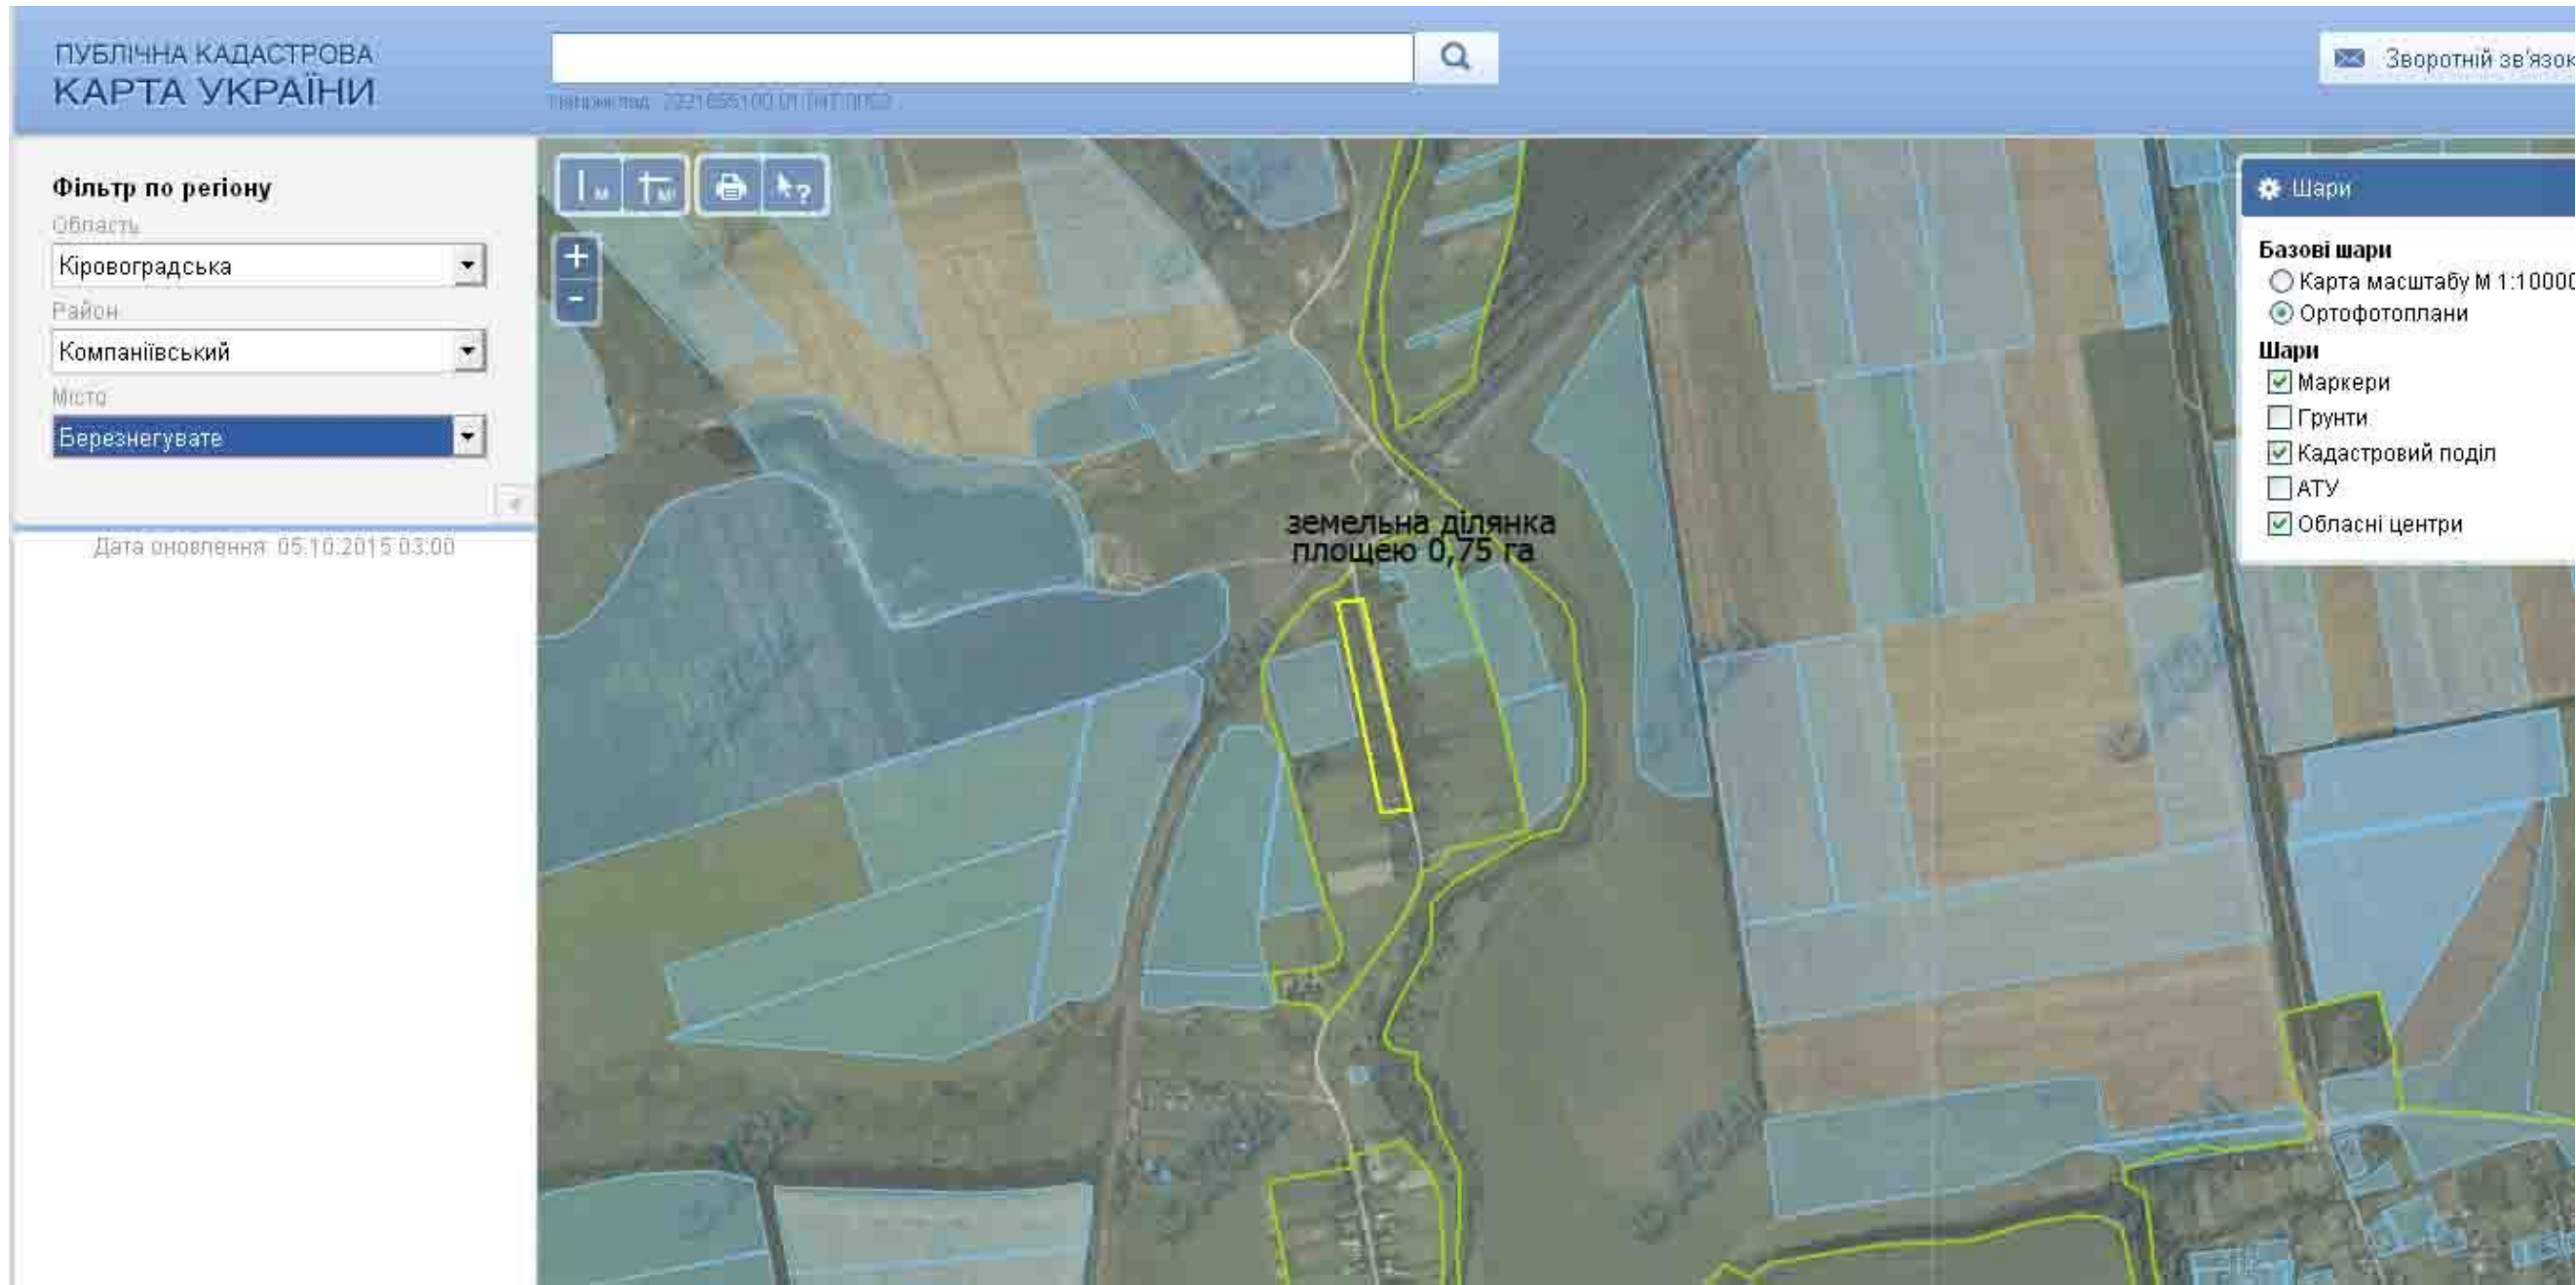 ПУБЛІЧНА КАДАСТРОВА
КАРТА УКРАЇНИ
Зворотній зв'язок
Фільтр по регіону
Область
Кіровоградська
Район
Компаніївський
Місто
Березнегувате
Дата оновлення: 05.10.2015 03:00
М
земельна ділянка
площею 0,75 га
Шари
Базові шари
Карта масштабу М 1:10000
Ортофотоплани
Шари
Маркери
Грунти
Кадастровий поділ
АТУ
Обласні центри